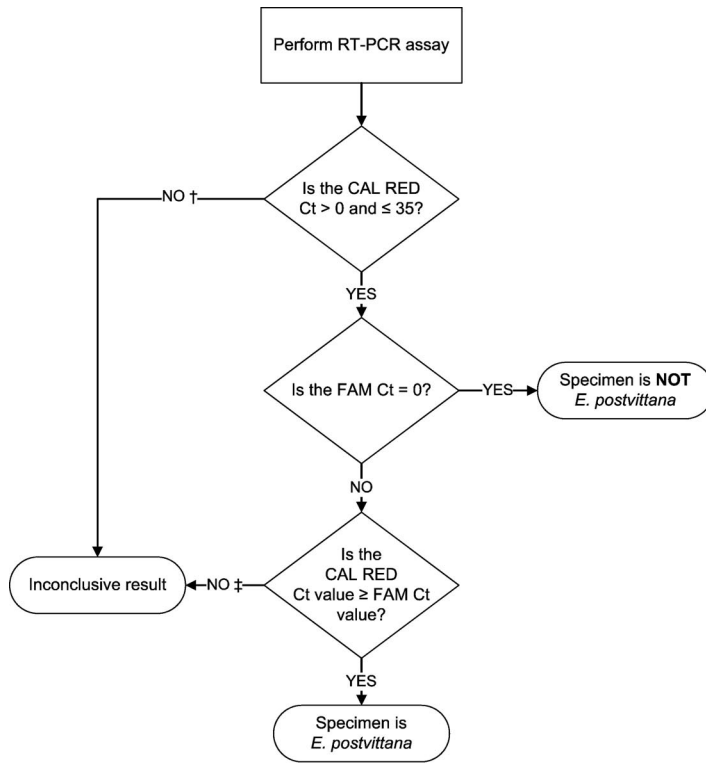 Perform RT-PCR assay
Is the CAL RED
Ct > 0 and ≤ 35?
NO †
YES
Is the FAM Ct = 0?
YES
Specimen is NOT
E. postvittana
NO
Is the
CAL RED
Ct value ≥ FAM Ct
value?
NO ‡
Inconclusive result
YES
Specimen is
E. postvittana